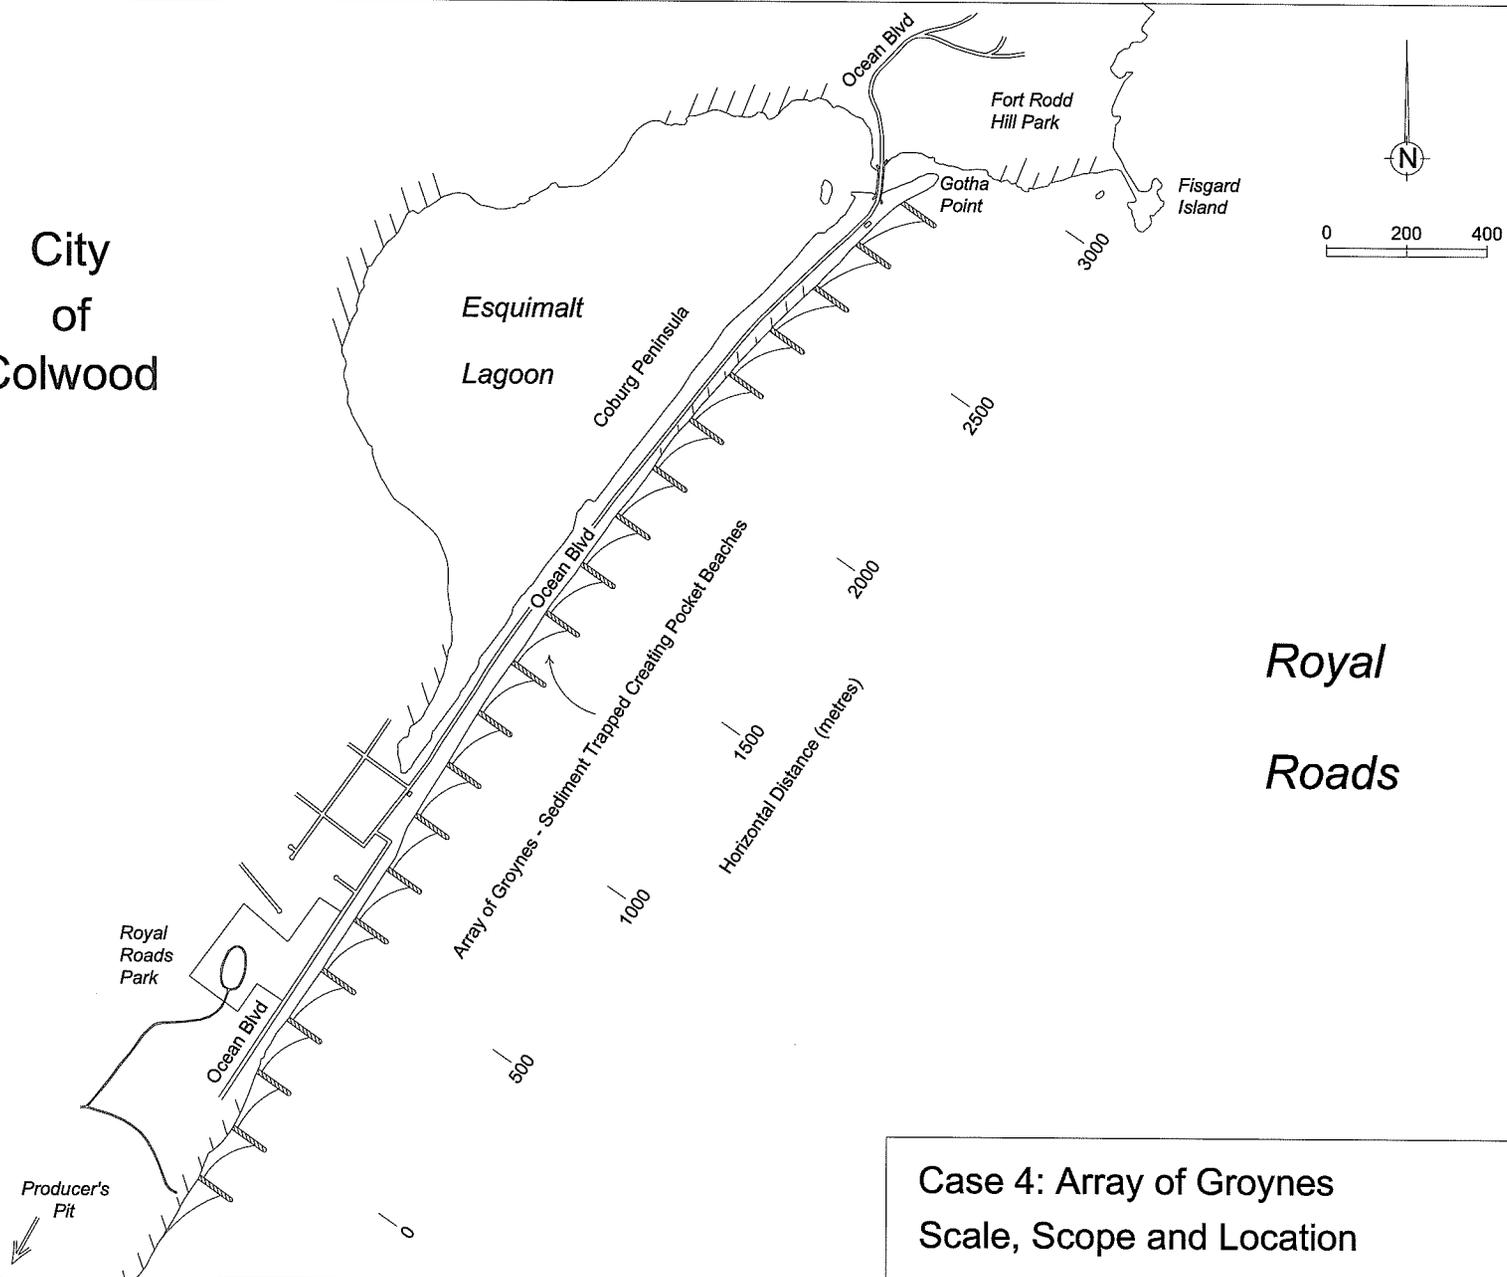 Ocean Blvd
Fort Rodd
Hill Park
N
Gotha
Point
Fisgard
Island
0 200 400
City
of
Colwood
Esquimalt
Lagoon
Coburg Peninsula
3000
2500
Ocean Blvd
2000
Array of Groynes - Sediment Trapped Creating Pocket Beaches
Royal
Roads
1500
Horizontal Distance (metres)
1000
Royal
Roads
Park
Ocean Blvd
500
Producer's
Pit
0
Case 4: Array of Groynes
Scale, Scope and Location